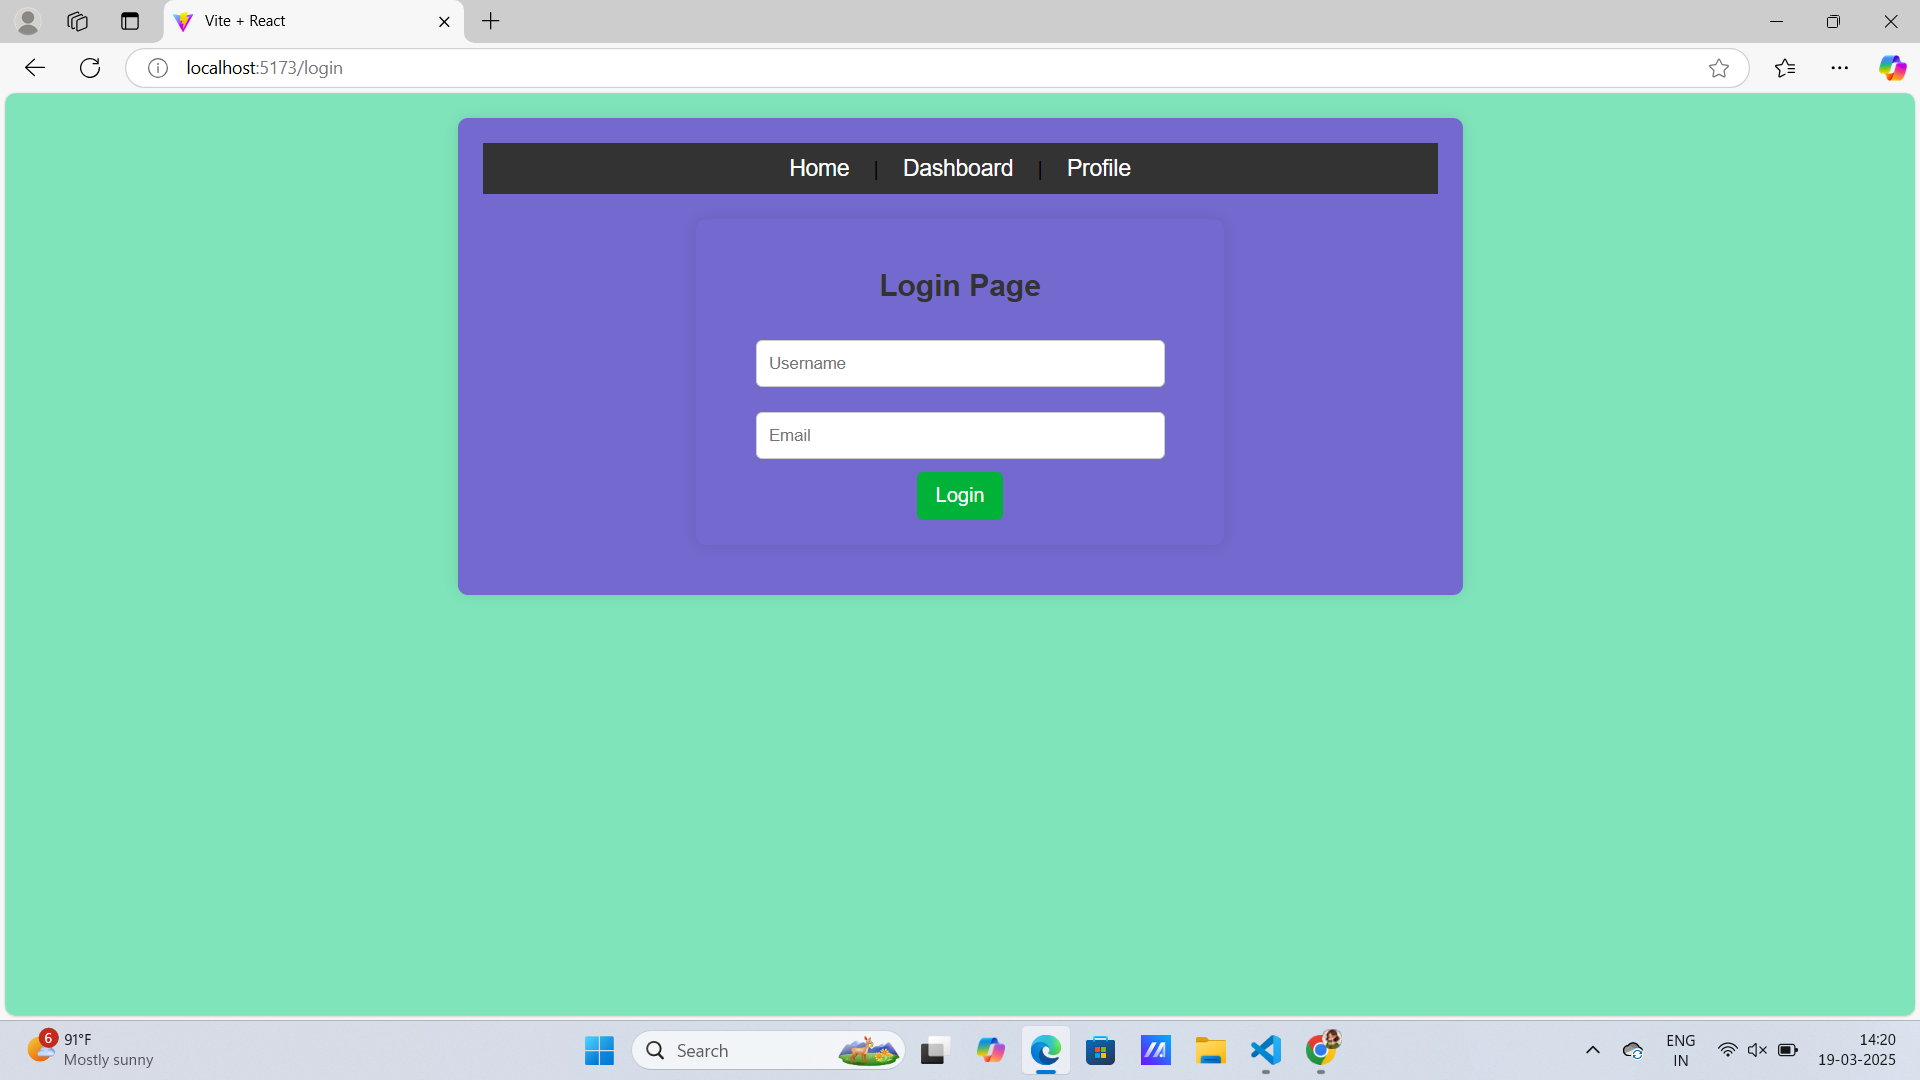 Vite + React
localhost:5173/login
Home | Dashboard | Profile
Login Page
Username
Email
Login
6
91°F
Mostly sunny
Search
ENG
IN
14:20
19-03-2025